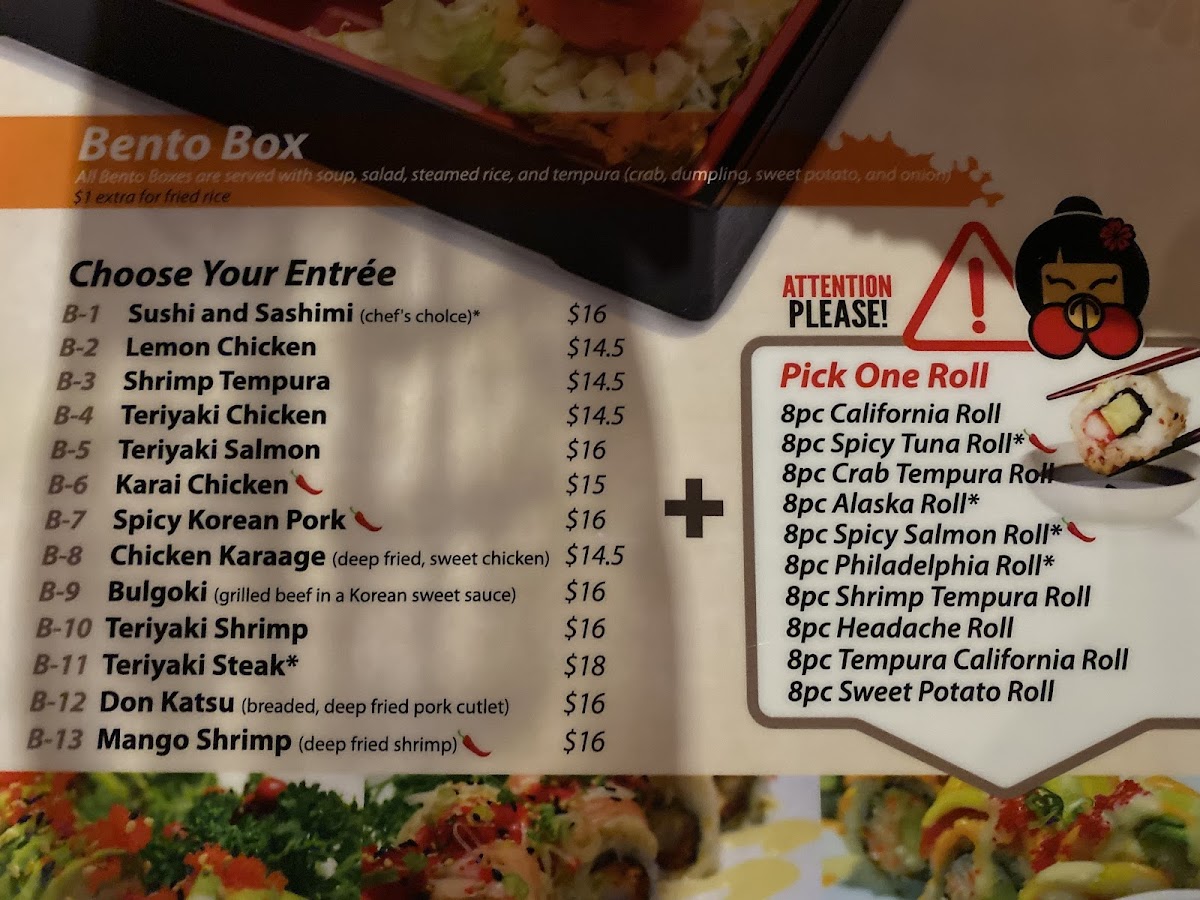 Bento Box
All Bento Boxes are served with soup, salad, steamed rice, and tempura (crab, dumpling, sweet potato, and onion)
$1 extra for fried rice
Choose Your Entrée
B-1 Sushi and Sashimi (chef's choice)* $16
B-2 Lemon Chicken $14.5
B-3 Shrimp Tempura $14.5
B-4 Teriyaki Chicken $14.5
B-5 Teriyaki Salmon $16
B-6 Karai Chicken $15
B-7 Spicy Korean Pork $16
B-8 Chicken Karaage (deep fried, sweet chicken) $14.5
B-9 Bulgoki (grilled beef in a Korean sweet sauce) $16
B-10 Teriyaki Shrimp $16
B-11 Teriyaki Steak* $18
B-12 Don Katsu (breaded, deep fried pork cutlet) $16
B-13 Mango Shrimp (deep fried shrimp) $16
+
ATTENTION
PLEASE!
!
Pick One Roll
8pc California Roll
8pc Spicy Tuna Roll*
8pc Crab Tempura Roll
8pc Alaska Roll*
8pc Spicy Salmon Roll*
8pc Philadelphia Roll*
8pc Shrimp Tempura Roll
8pc Headache Roll
8pc Tempura California Roll
8pc Sweet Potato Roll